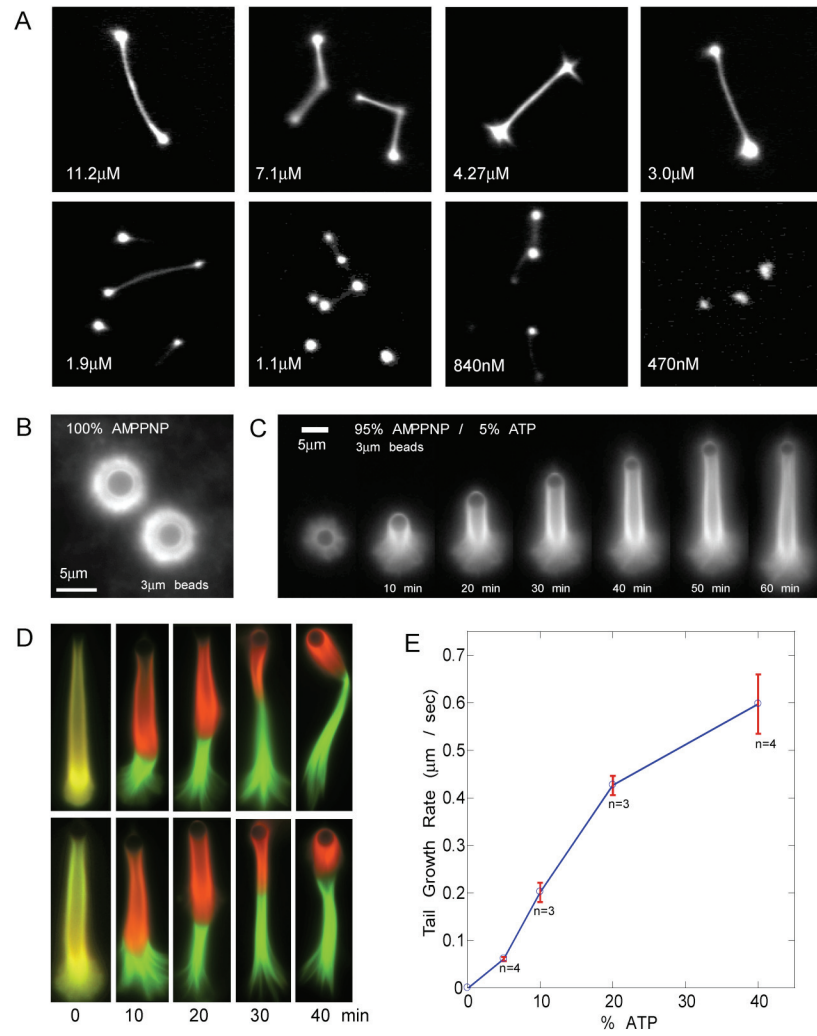 A
11.2μM
7.1μM
4.27μM
3.0μM
1.9μM
1.1μM
840nM
470nM
B
100% AMPPNP
5μm
3μm beads
C
5μm
95% AMPPNP / 5% ATP
3μm beads
10 min
20 min
30 min
40 min
50 min
60 min
D
0
10
20
30
40 min
E
Tail Growth Rate (μm / sec)
0.7
0.6
0.5
0.4
0.3
0.2
0.1
0
n=4
n=3
n=3
n=4
0
10
20
30
40
% ATP